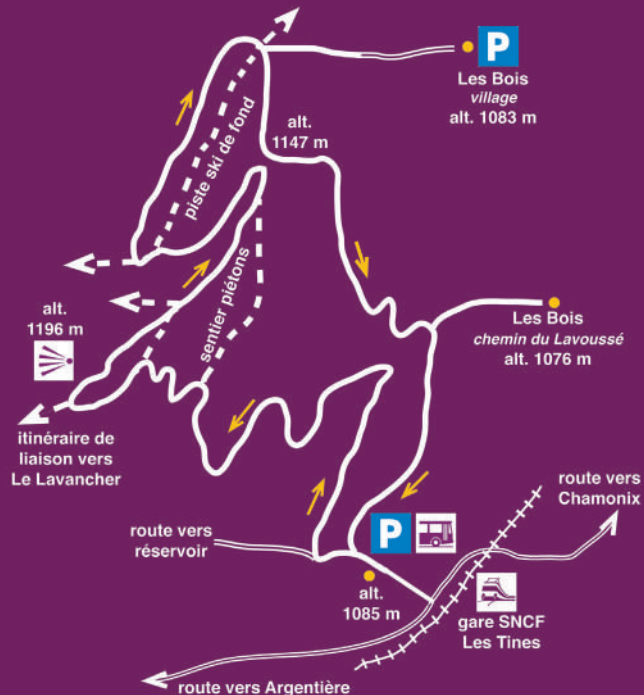 P
Les Bois
village
alt. 1083 m
alt.
1147 m
piste ski de fond
sentier piétons
alt.
1196 m
Les Bois
chemin du Lavoussé
alt. 1076 m
itinéraire de
liaison vers
Le Lavancher
route vers
Chamonix
route vers
réservoir
P
alt.
1085 m
gare SNCF
Les Tines
route vers Argentière